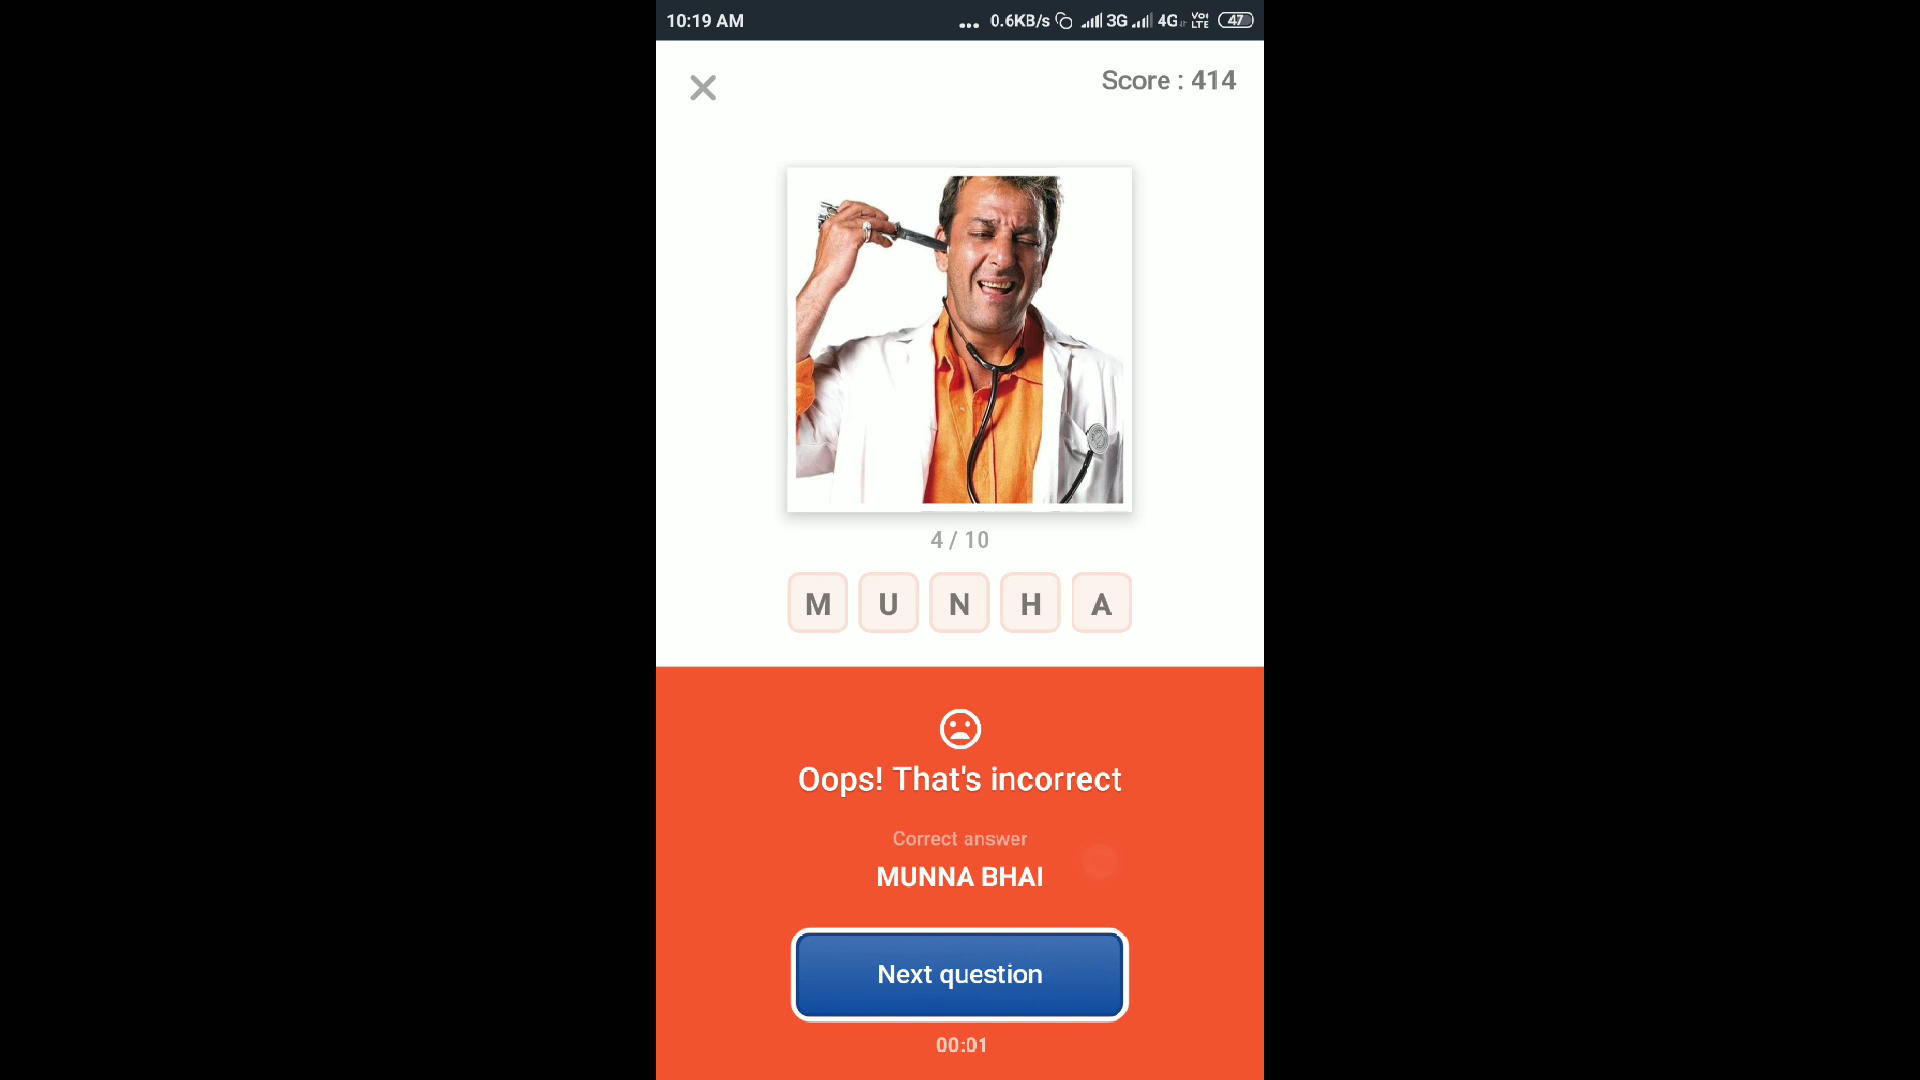 10:19 AM ... 0.6KB/s 3G 4G VoLTE 47
Score : 414
4 / 10
M U N H A
Oops! That's incorrect
Correct answer
MUNNA BHAI
Next question
00:01